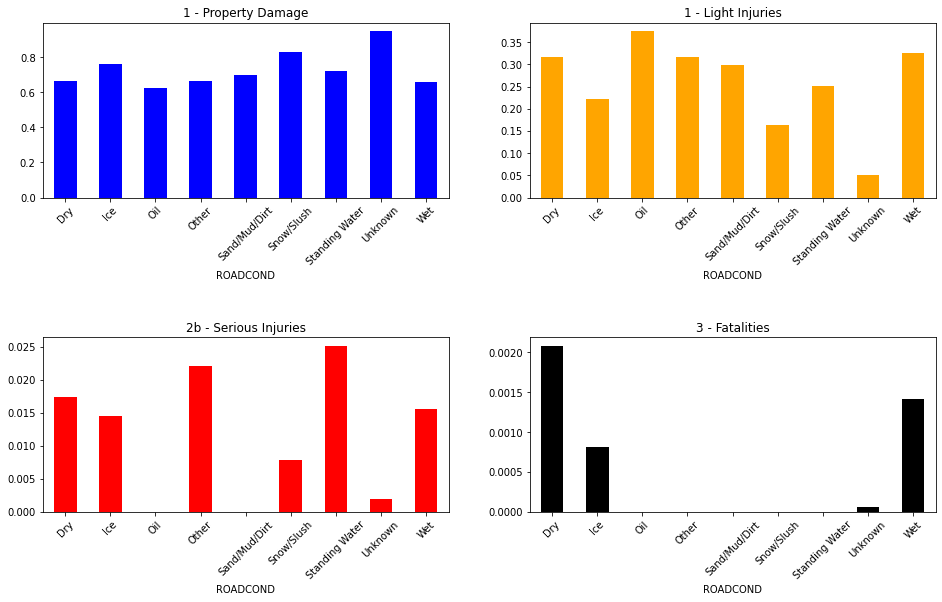 1 - Property Damage
0.8
0.6
0.4
0.2
0.0
Dry
Ice
Oil
Other
Sand/Mud/Dirt
Snow/Slush
Standing Water
Unknown
Wet
ROADCOND
1 - Light Injuries
0.35
0.30
0.25
0.20
0.15
0.10
0.05
0.00
Dry
Ice
Oil
Other
Sand/Mud/Dirt
Snow/Slush
Standing Water
Unknown
Wet
ROADCOND
2b - Serious Injuries
0.025
0.020
0.015
0.010
0.005
0.000
Dry
Ice
Oil
Other
Sand/Mud/Dirt
Snow/Slush
Standing Water
Unknown
Wet
ROADCOND
3 - Fatalities
0.0020
0.0015
0.0010
0.0005
0.0000
Dry
Ice
Oil
Other
Sand/Mud/Dirt
Snow/Slush
Standing Water
Unknown
Wet
ROADCOND